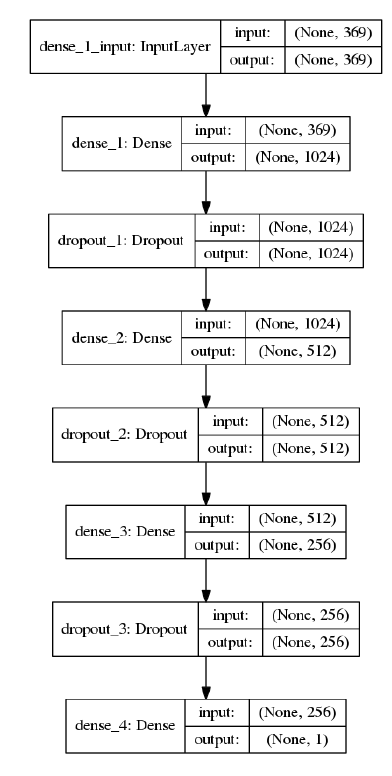 dense_1_input: InputLayer
input: (None, 369)
output: (None, 369)
dense_1: Dense
input: (None, 369)
output: (None, 1024)
dropout_1: Dropout
input: (None, 1024)
output: (None, 1024)
dense_2: Dense
input: (None, 1024)
output: (None, 512)
dropout_2: Dropout
input: (None, 512)
output: (None, 512)
dense_3: Dense
input: (None, 512)
output: (None, 256)
dropout_3: Dropout
input: (None, 256)
output: (None, 256)
dense_4: Dense
input: (None, 256)
output: (None, 1)